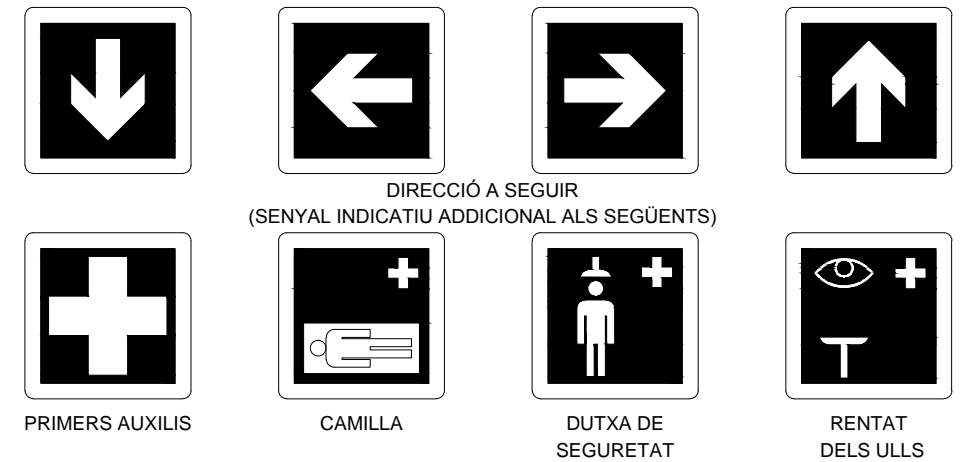 DIRECCIÓ A SEGUIR
(SENYAL INDICATIU ADDICIONAL ALS SEGÜENTS)
PRIMERS AUXILIS
CAMILLA
DUTXA DE
SEGURETAT
RENTAT
DELS ULLS